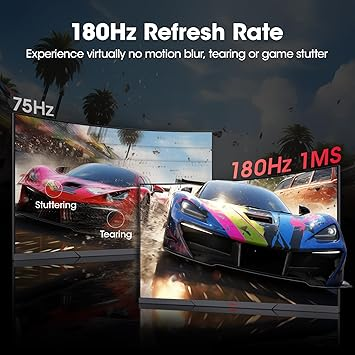 180Hz Refresh Rate
Experience virtually no motion blur, tearing or game stutter
75Hz
180Hz 1MS
Stuttering
Tearing